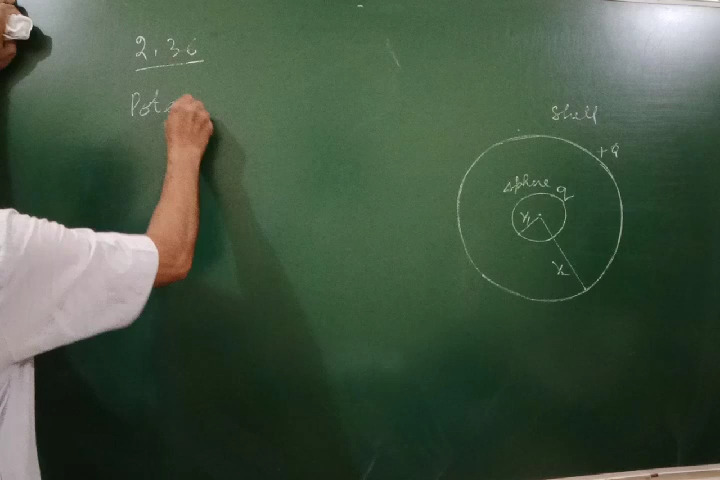 2.36
Pot
Shell
+q
sphere q
r₁
r₂